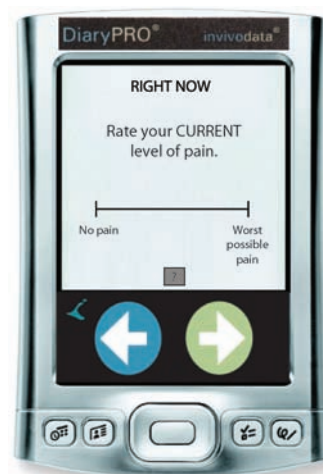 DiaryPRO® invivodata®
RIGHT NOW
Rate your CURRENT
level of pain.
No pain Worst
possible
pain
?